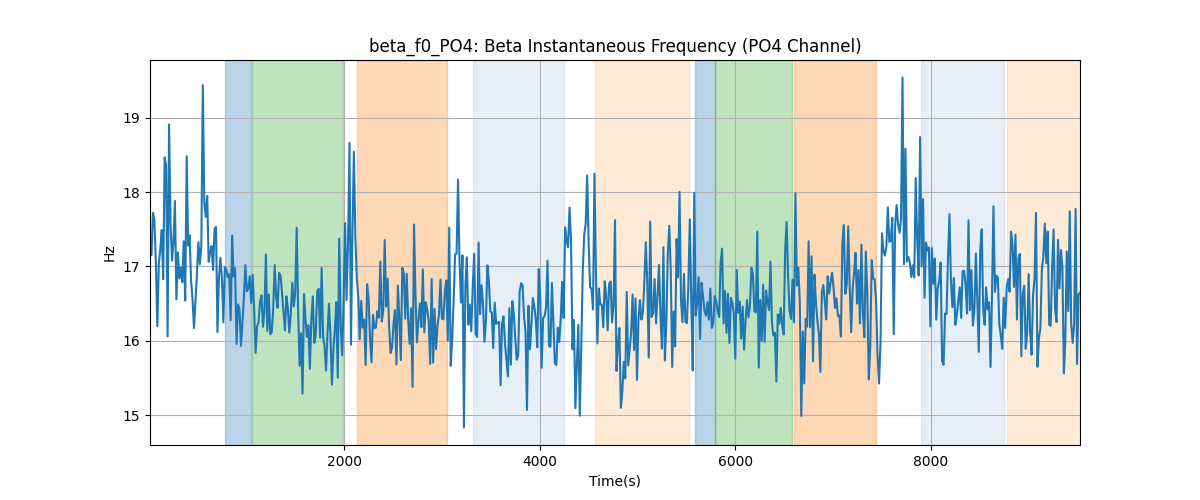 beta_f0_PO4: Beta Instantaneous Frequency (PO4 Channel)
19
18
17
16
15
Hz
2000 4000 6000 8000
Time(s)